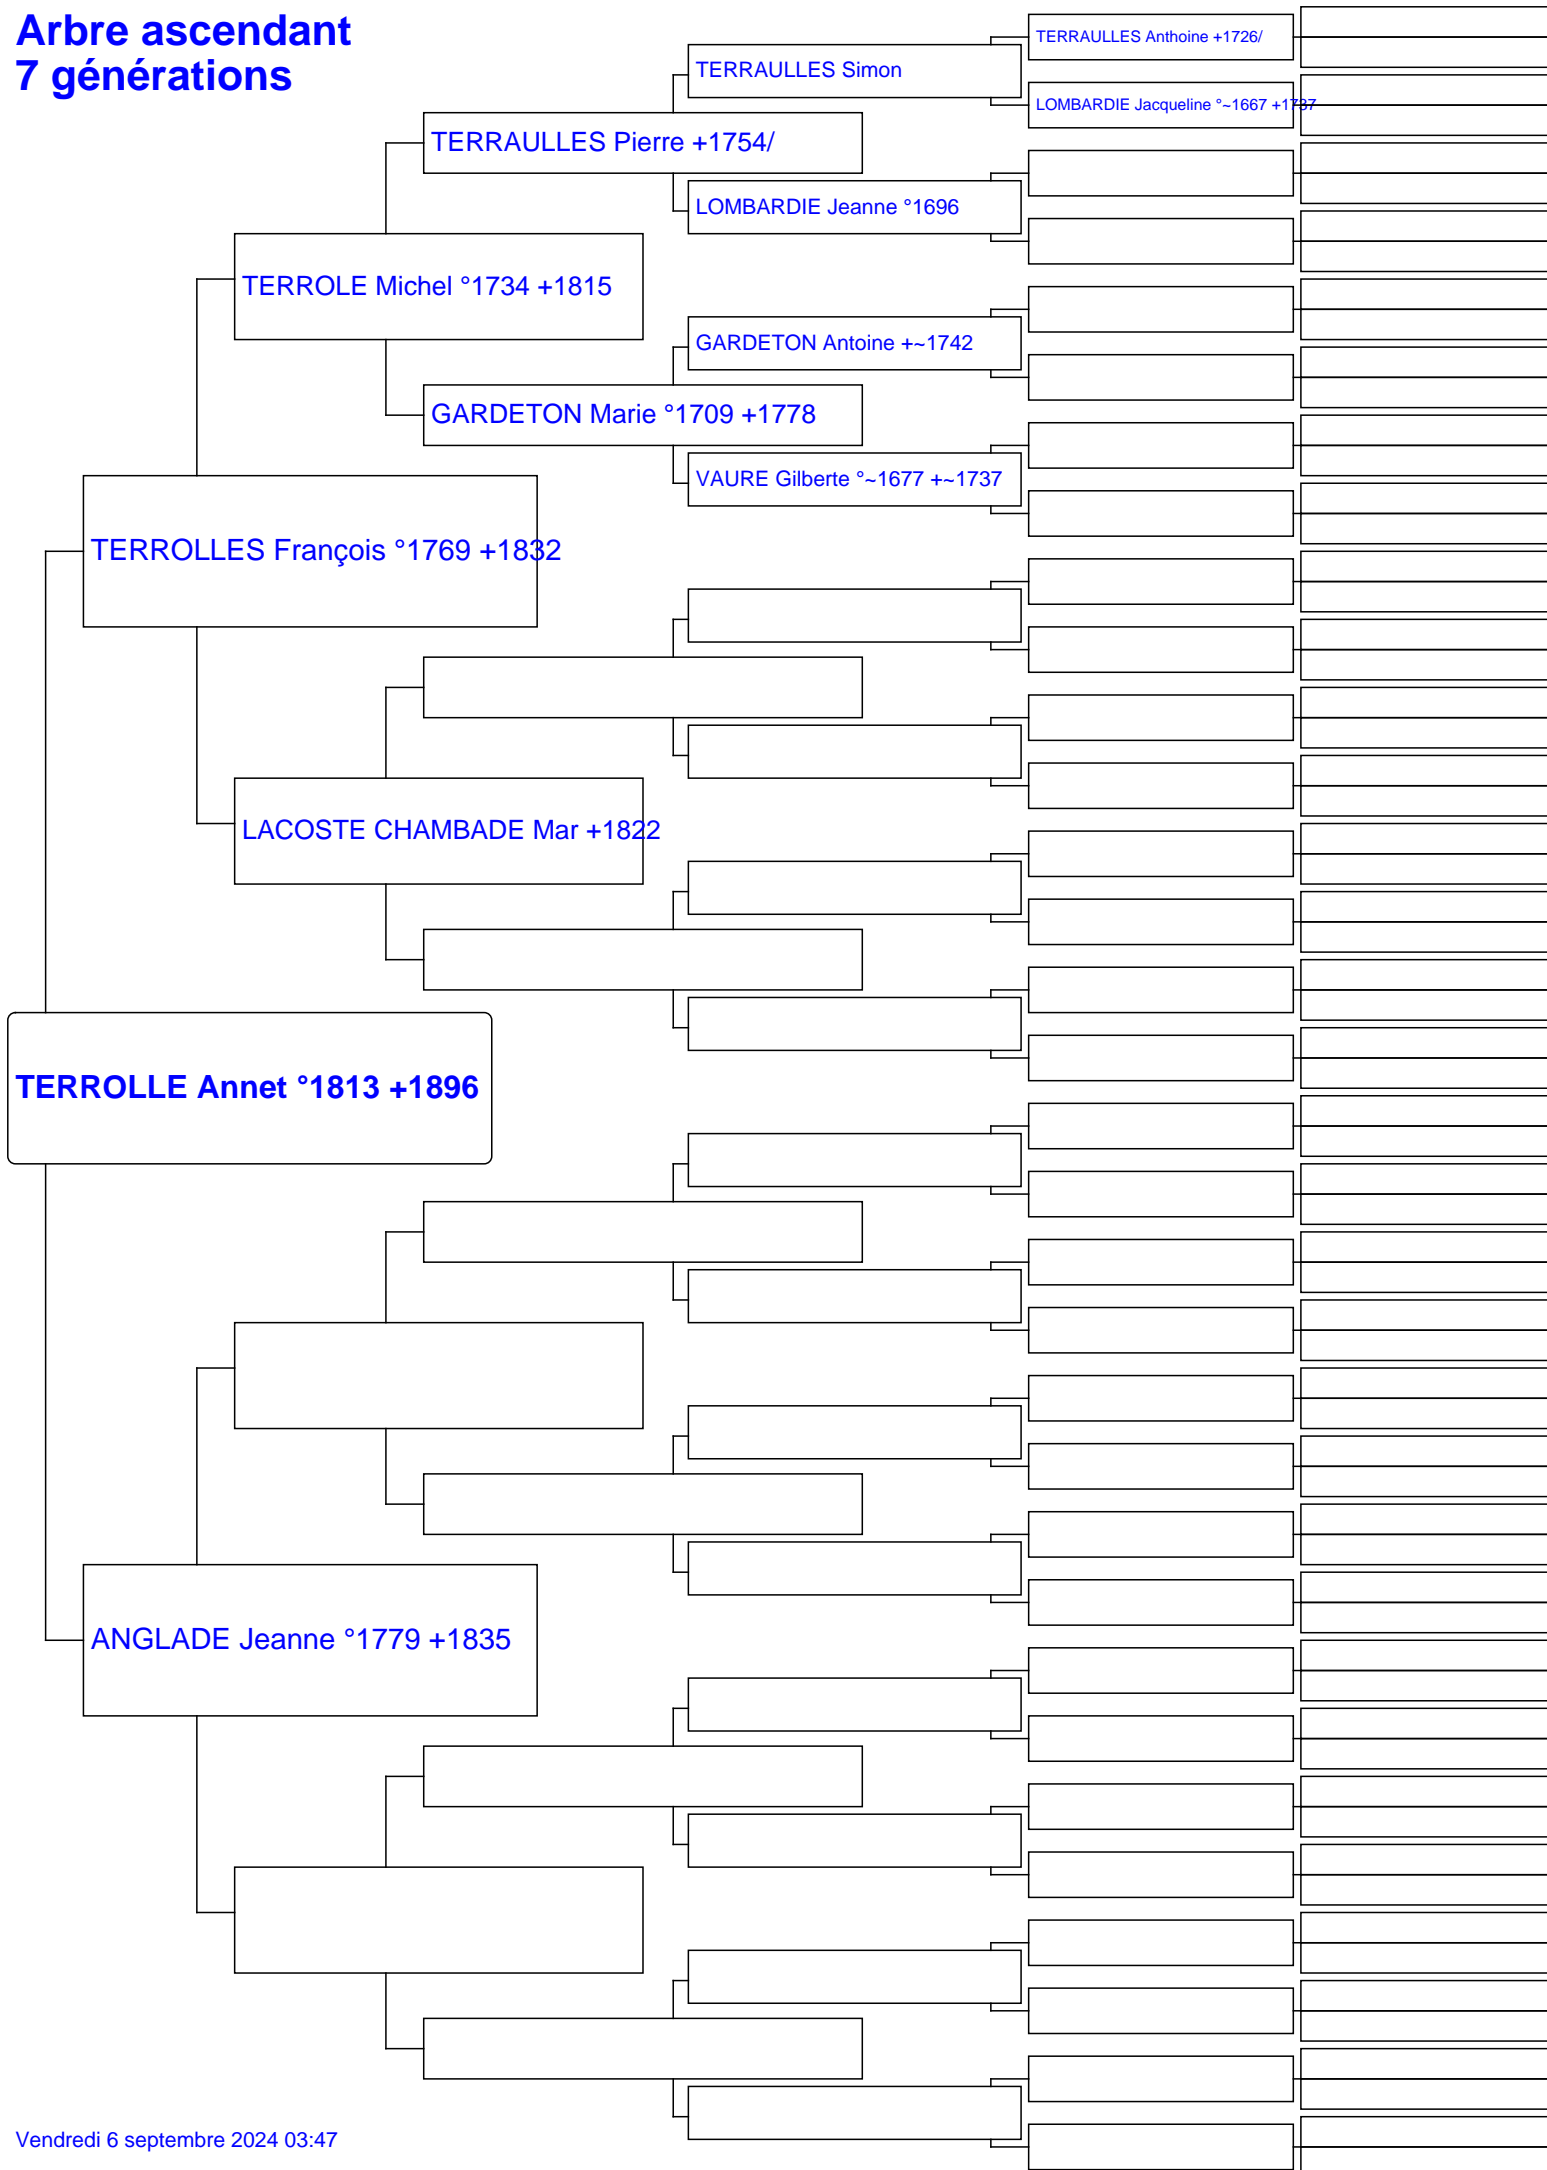 Arbre ascendant
7 générations
TERRAULLES Anthoine +1726/
TERRAULLES Simon
LOMBARDIE Jacqueline °~1667 +1737
TERRAULLES Pierre +1754/
LOMBARDIE Jeanne °1696
TERROLE Michel °1734 +1815
GARDETON Antoine +~1742
GARDETON Marie °1709 +1778
VAURE Gilberte °~1677 +~1737
TERROLLES François °1769 +1832
LACOSTE CHAMBADE Mar +1822
TERROLLE Annet °1813 +1896
ANGLADE Jeanne °1779 +1835
Vendredi 6 septembre 2024 03:47